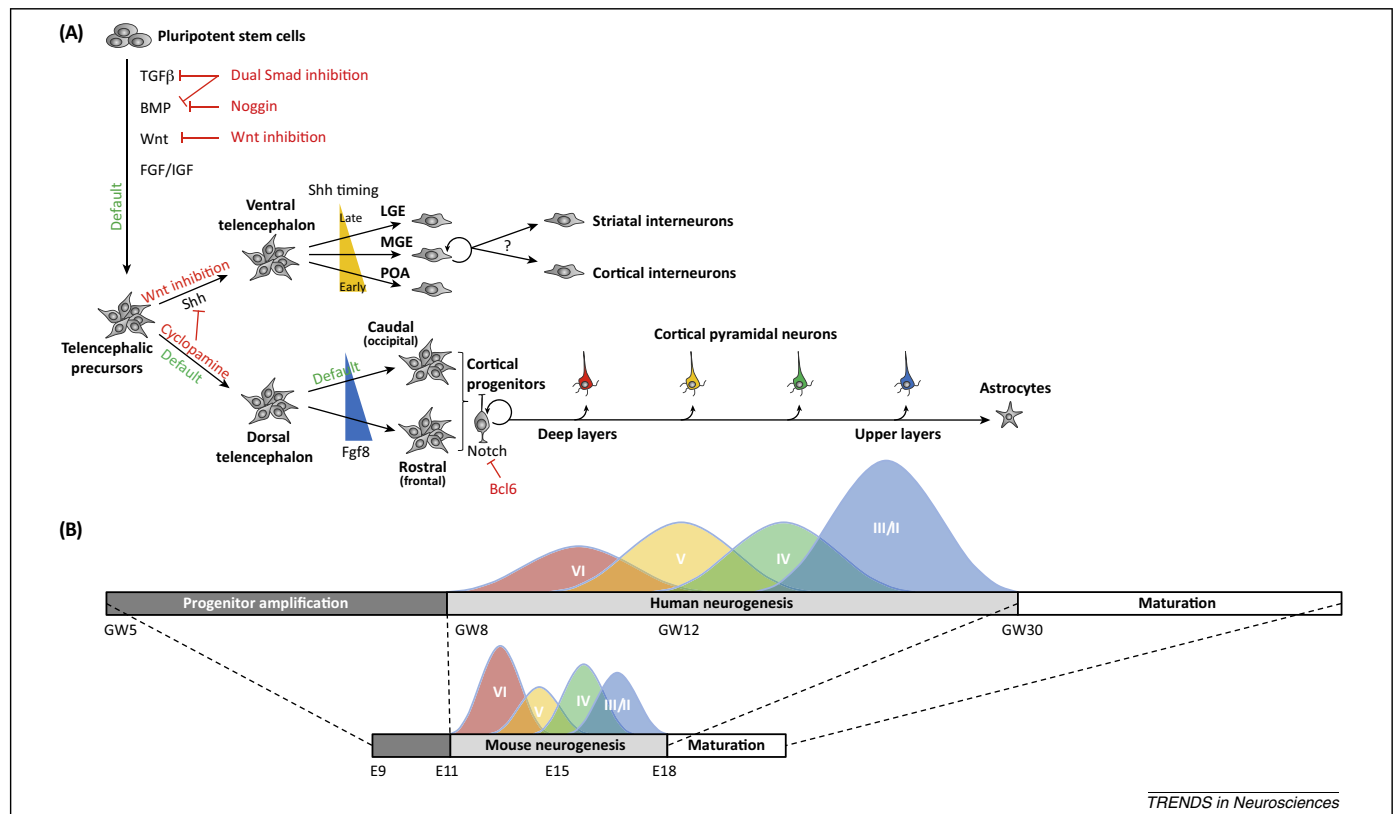 (A)
Pluripotent stem cells
TGFβ
Dual Smad inhibition
BMP
Noggin
Wnt
Wnt inhibition
FGF/IGF
Default
Ventral
telencephalon
Shh timing
Late
Early
LGE
MGE
POA
?
Striatal interneurons
Cortical interneurons
Wnt inhibition
Shh
Cyclopamine
Default
Telencephalic
precursors
Dorsal
telencephalon
Default
Fgf8
Caudal
(occipital)
Rostral
(frontal)
Cortical
progenitors
Notch
Bcl6
Cortical pyramidal neurons
Deep layers
Upper layers
Astrocytes
(B)
VI
V
IV
III/II
Progenitor amplification
Human neurogenesis
Maturation
GW5
GW8
GW12
GW30
VI
V
IV
III/II
Mouse neurogenesis
Maturation
E9
E11
E15
E18
TRENDS in Neurosciences